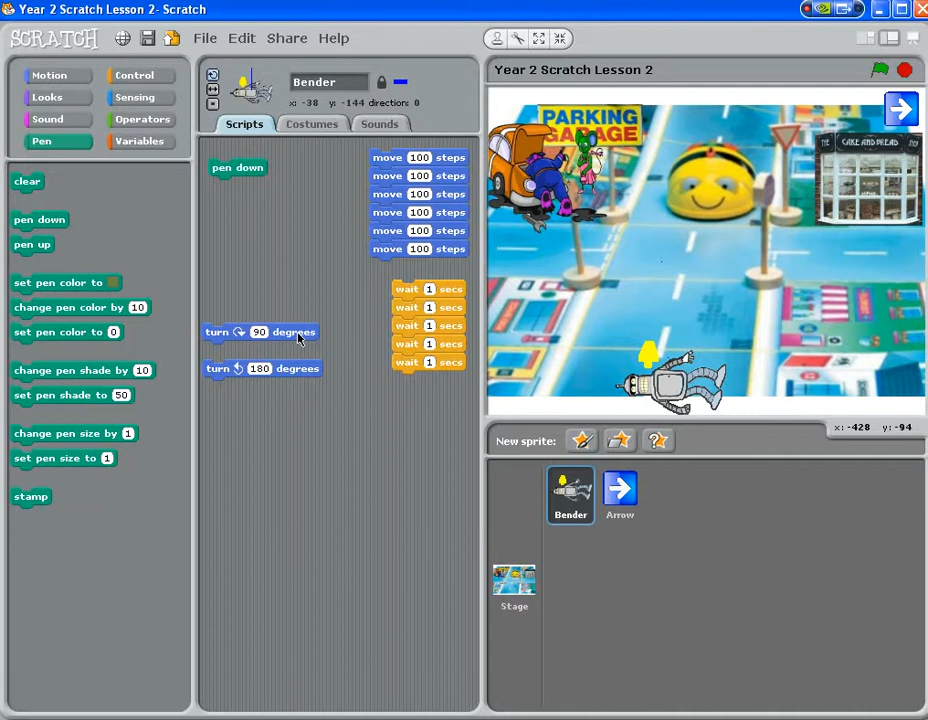 Year 2 Scratch Lesson 2- Scratch
SCRATCH
File Edit Share Help
Motion Control
Looks Sensing
Sound Operators
Pen Variables
clear
pen down
pen up
set pen color to
change pen color by 10
set pen color to 0
change pen shade by 10
set pen shade to 50
change pen size by 1
set pen size to 1
stamp
Bender
x: -38 y: -144 direction: 0
Scripts Costumes Sounds
pen down
move 100 steps
move 100 steps
move 100 steps
move 100 steps
move 100 steps
move 100 steps
wait 1 secs
wait 1 secs
wait 1 secs
wait 1 secs
wait 1 secs
turn 90 degrees
turn 180 degrees
Year 2 Scratch Lesson 2
PARKING
GARAGE
THE CAKE AND BREAD
x: -428 y: -94
New sprite:
Bender
Arrow
Stage